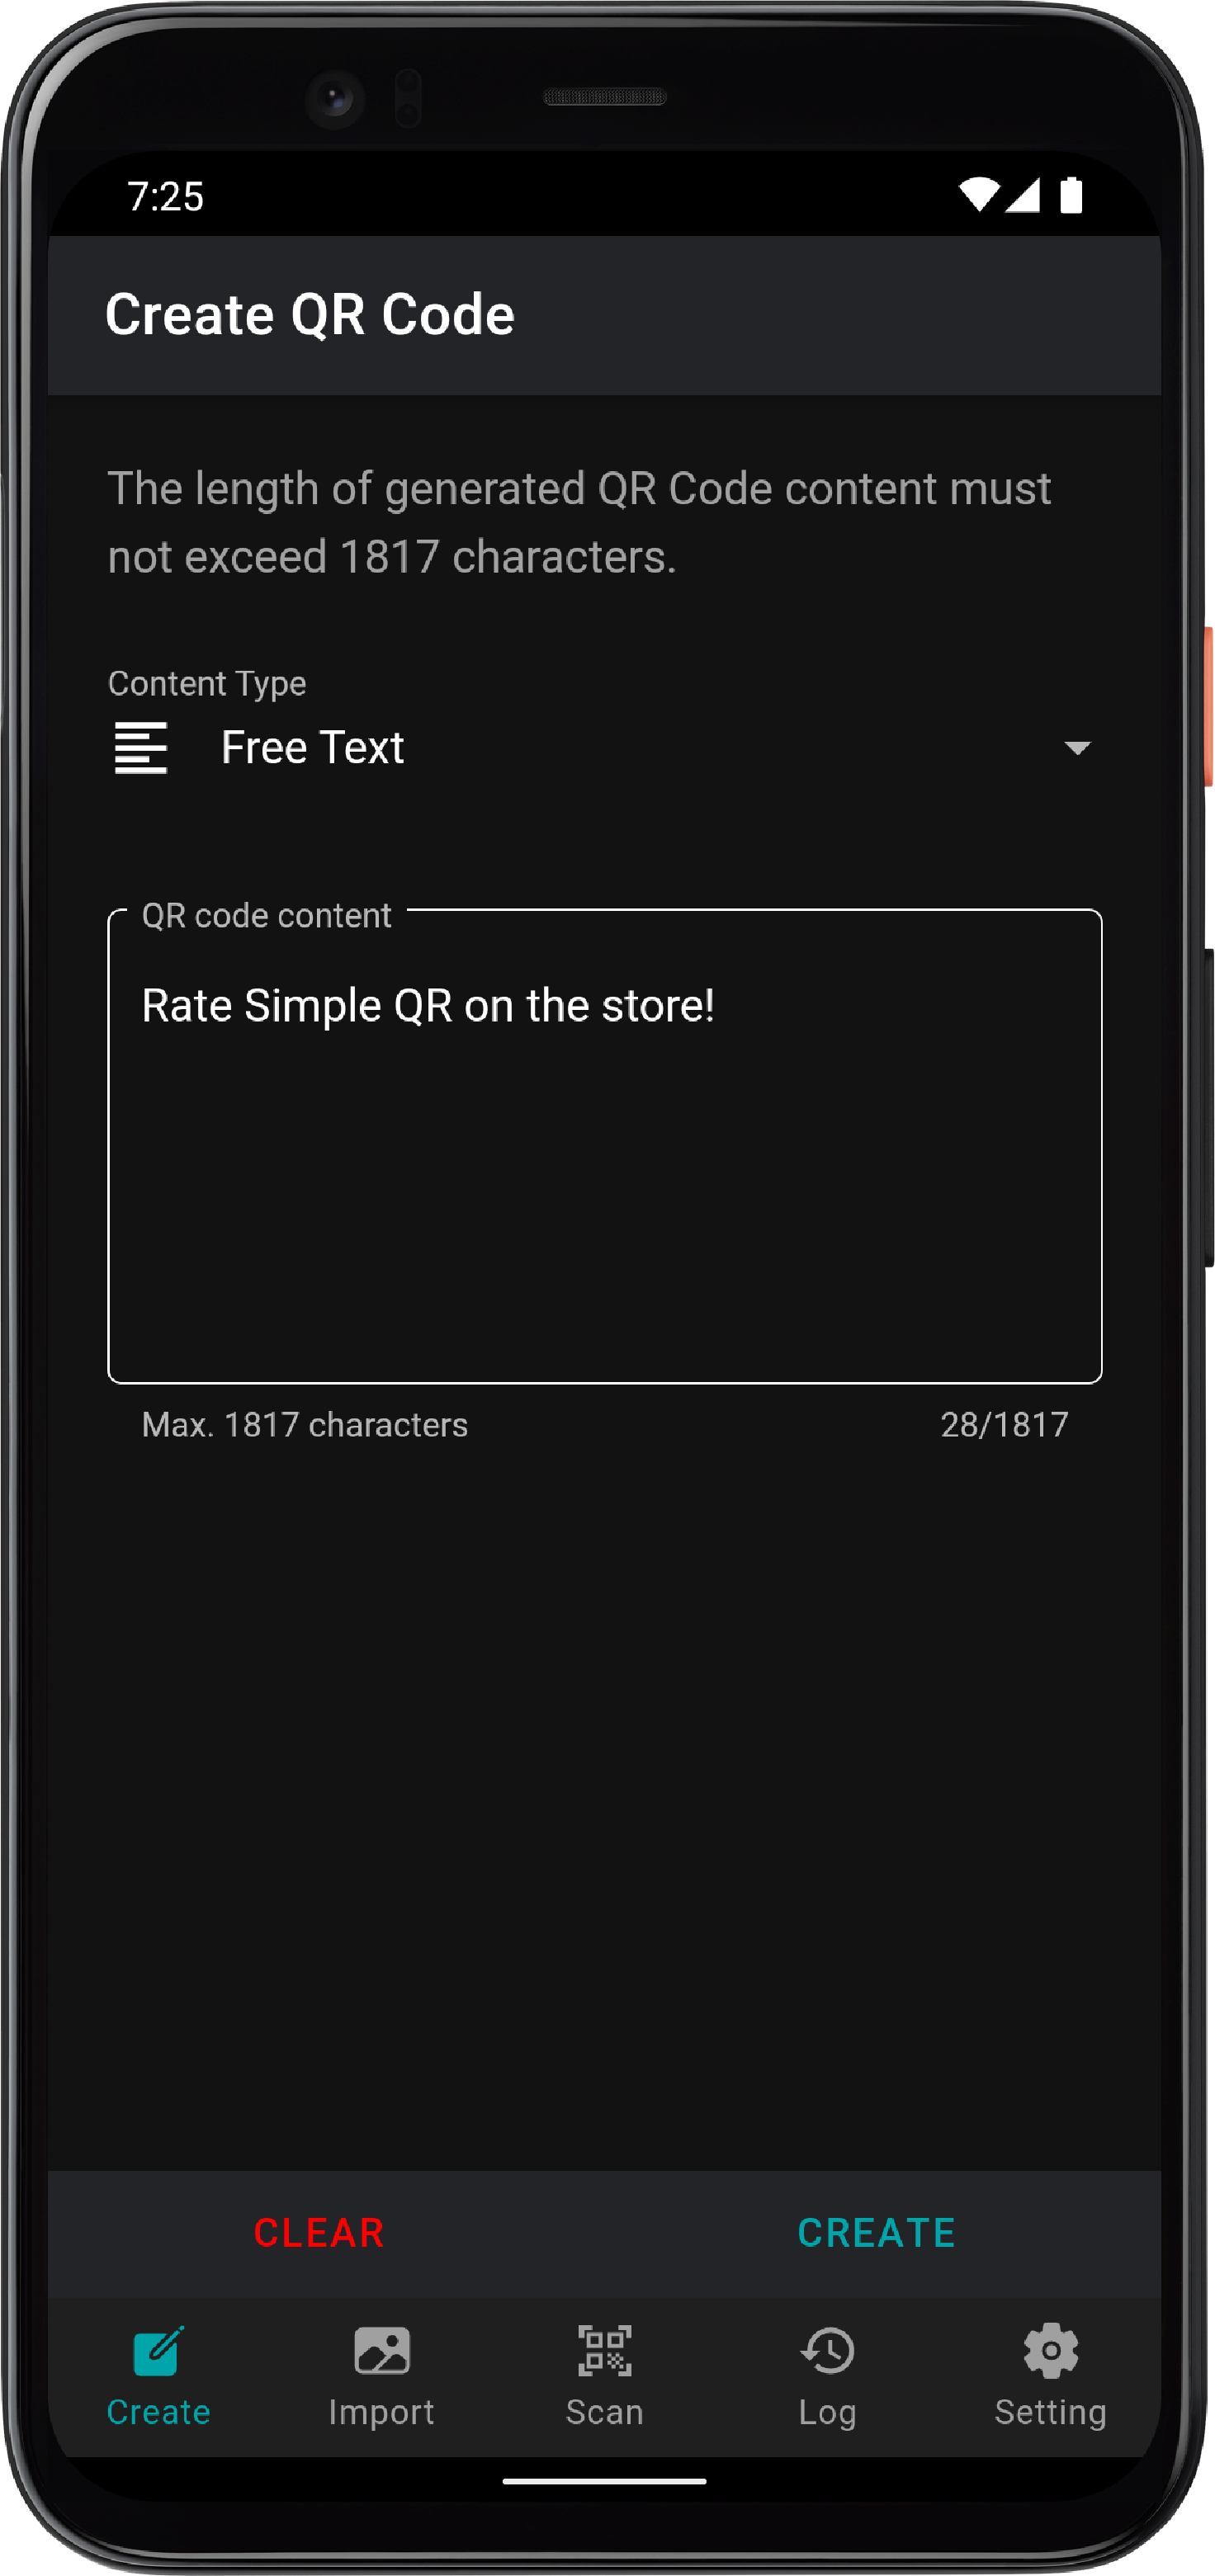 7:25
Create QR Code
The length of generated QR Code content must
not exceed 1817 characters.
Content Type
Free Text
QR code content
Rate Simple QR on the store!
Max. 1817 characters 28/1817
CLEAR CREATE
Create Import Scan Log Setting